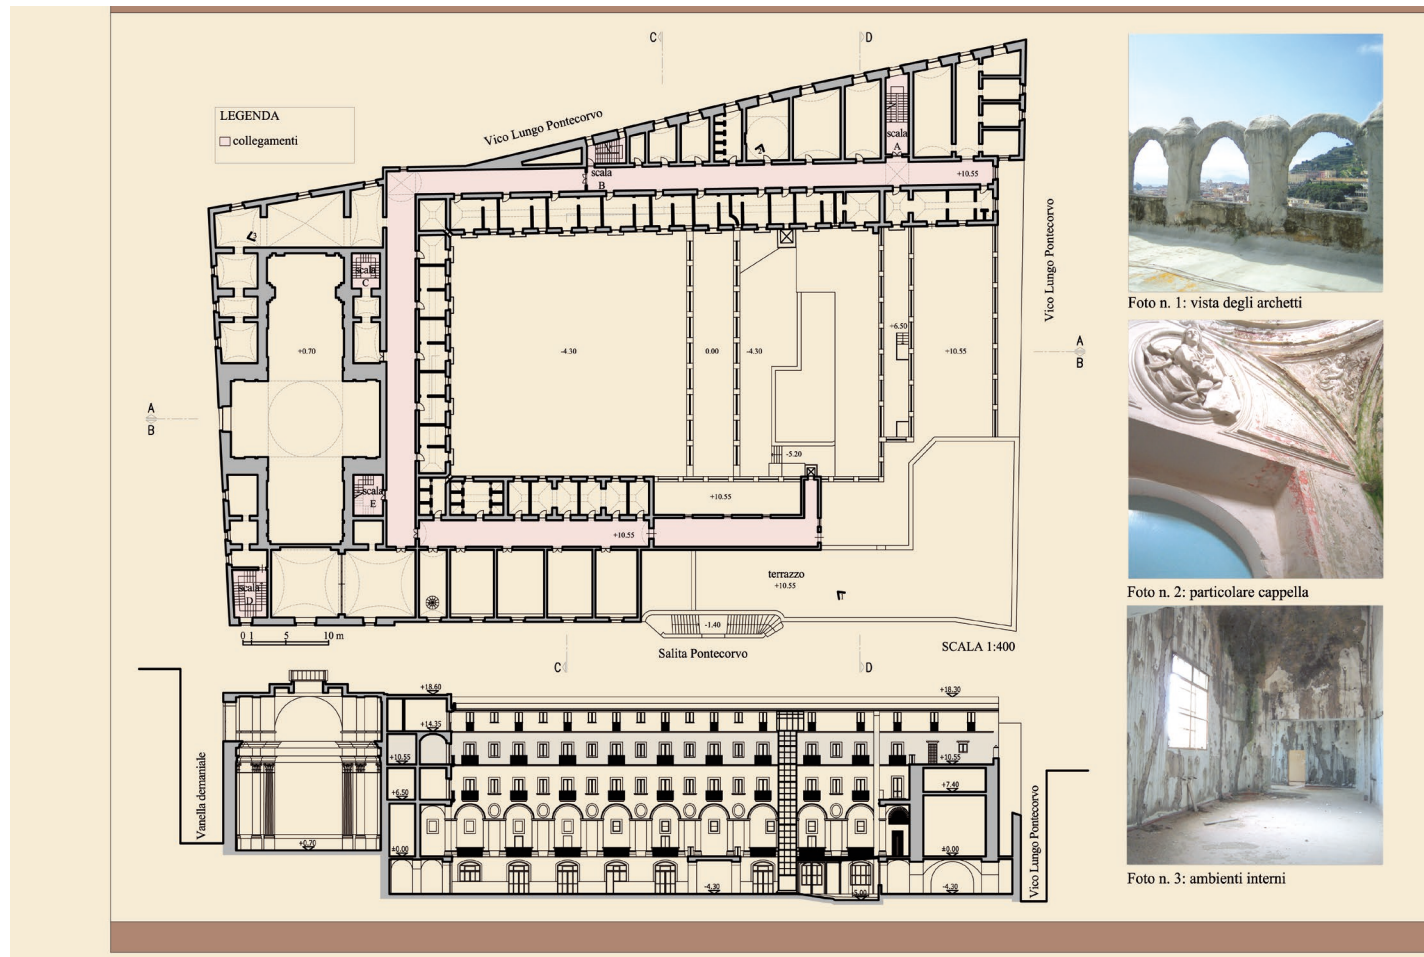 C
D
LEGENDA
collegamenti
Vico Lungo Pontecorvo
scala
A
scala
B
+10.55
Vico Lungo Pontecorvo
scala
C
+0.70
-4.30
0.00
-4.30
+6.50
+10.55
A
B
A
B
-5.20
scala
E
+10.55
+10.55
scala
D
terrazzo
+10.55
-1.40
0 1 5 10 m
Salita Pontecorvo
SCALA 1:400
C
D
+18.60
+18.30
+14.35
+10.55
+10.55
+7.40
+6.50
±0.00
±0.00
+0.70
-4.30
-5.00
-4.30
Vanella demaniale
Vico Lungo Pontecorvo
Foto n. 1: vista degli archetti
Foto n. 2: particolare cappella
Foto n. 3: ambienti interni